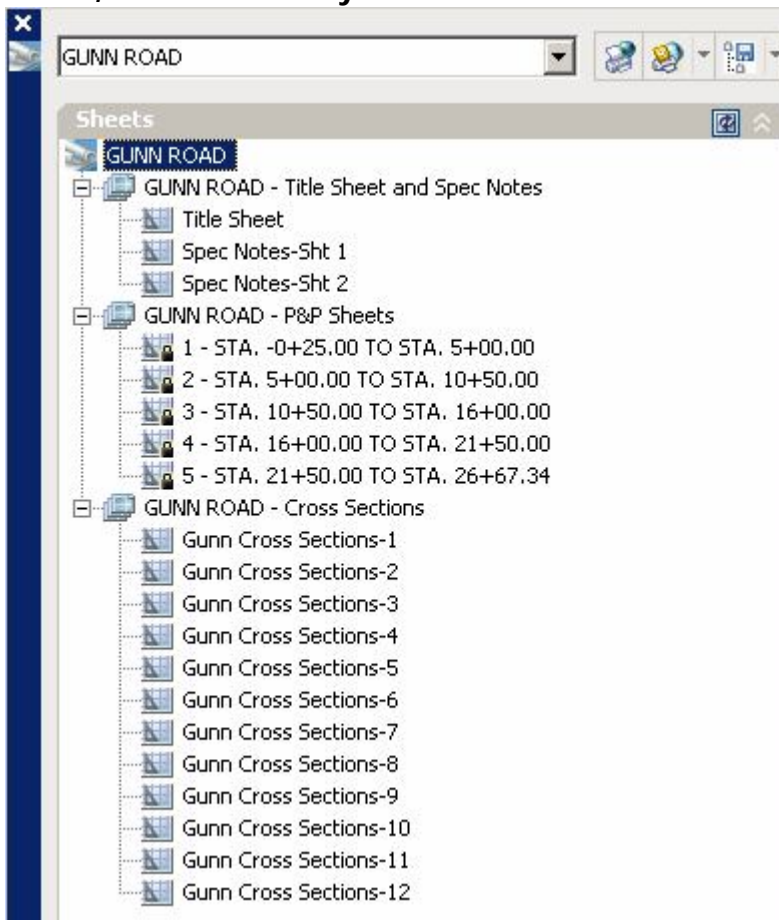 GUNN ROAD
Sheets
GUNN ROAD
GUNN ROAD - Title Sheet and Spec Notes
Title Sheet
Spec Notes-Sht 1
Spec Notes-Sht 2
GUNN ROAD - P&P Sheets
1 - STA. -0+25.00 TO STA. 5+00.00
2 - STA. 5+00.00 TO STA. 10+50.00
3 - STA. 10+50.00 TO STA. 16+00.00
4 - STA. 16+00.00 TO STA. 21+50.00
5 - STA. 21+50.00 TO STA. 26+67.34
GUNN ROAD - Cross Sections
Gunn Cross Sections-1
Gunn Cross Sections-2
Gunn Cross Sections-3
Gunn Cross Sections-4
Gunn Cross Sections-5
Gunn Cross Sections-6
Gunn Cross Sections-7
Gunn Cross Sections-8
Gunn Cross Sections-9
Gunn Cross Sections-10
Gunn Cross Sections-11
Gunn Cross Sections-12